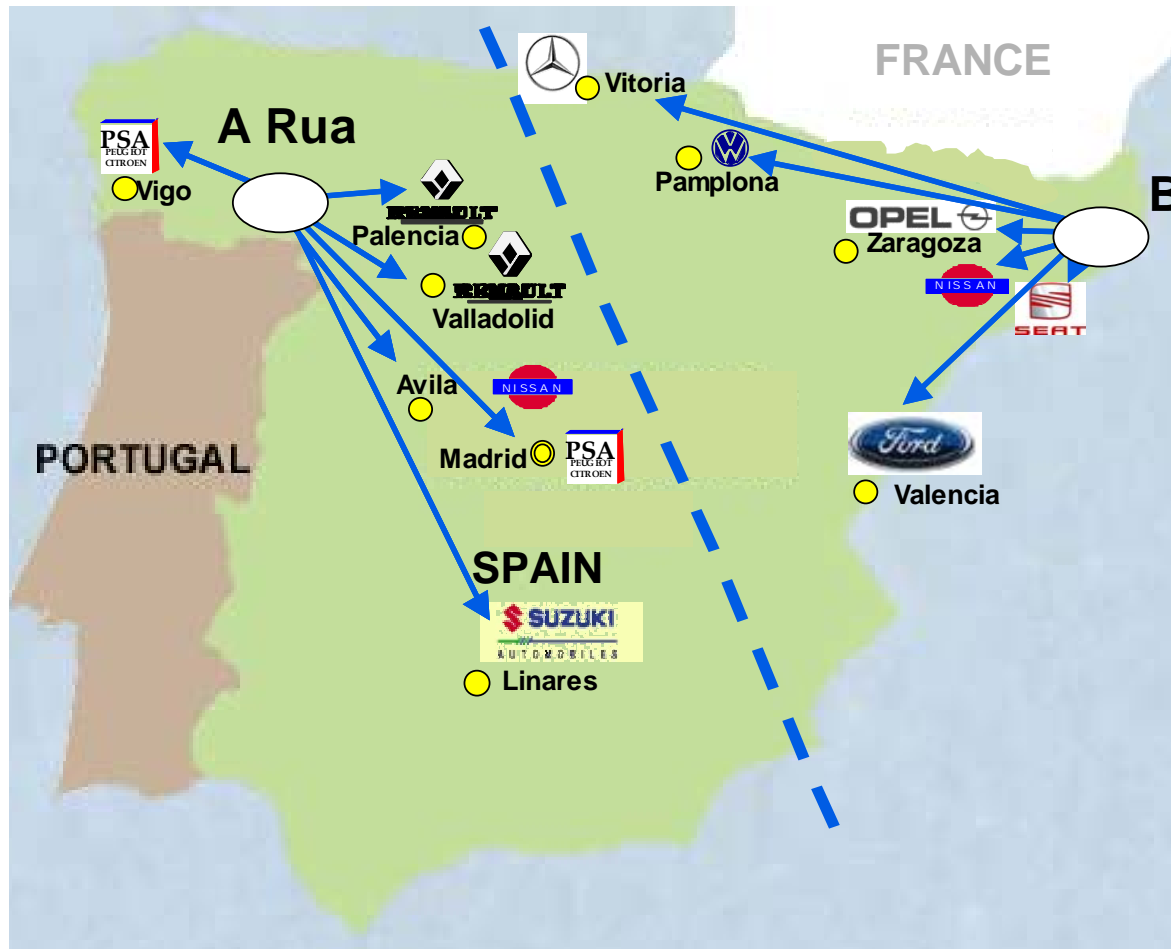 FRANCE
Vitoria
A Rua
PSA
PEUGEOT
CITROEN
Vigo
Pamplona
B
RENAULT
Palencia
OPEL
Zaragoza
NISSAN
SEAT
RENAULT
Valladolid
Avila
NISSAN
Ford
PORTUGAL
Madrid
PSA
PEUGEOT
CITROEN
Valencia
SPAIN
SUZUKI
AUTOMOBILES
Linares